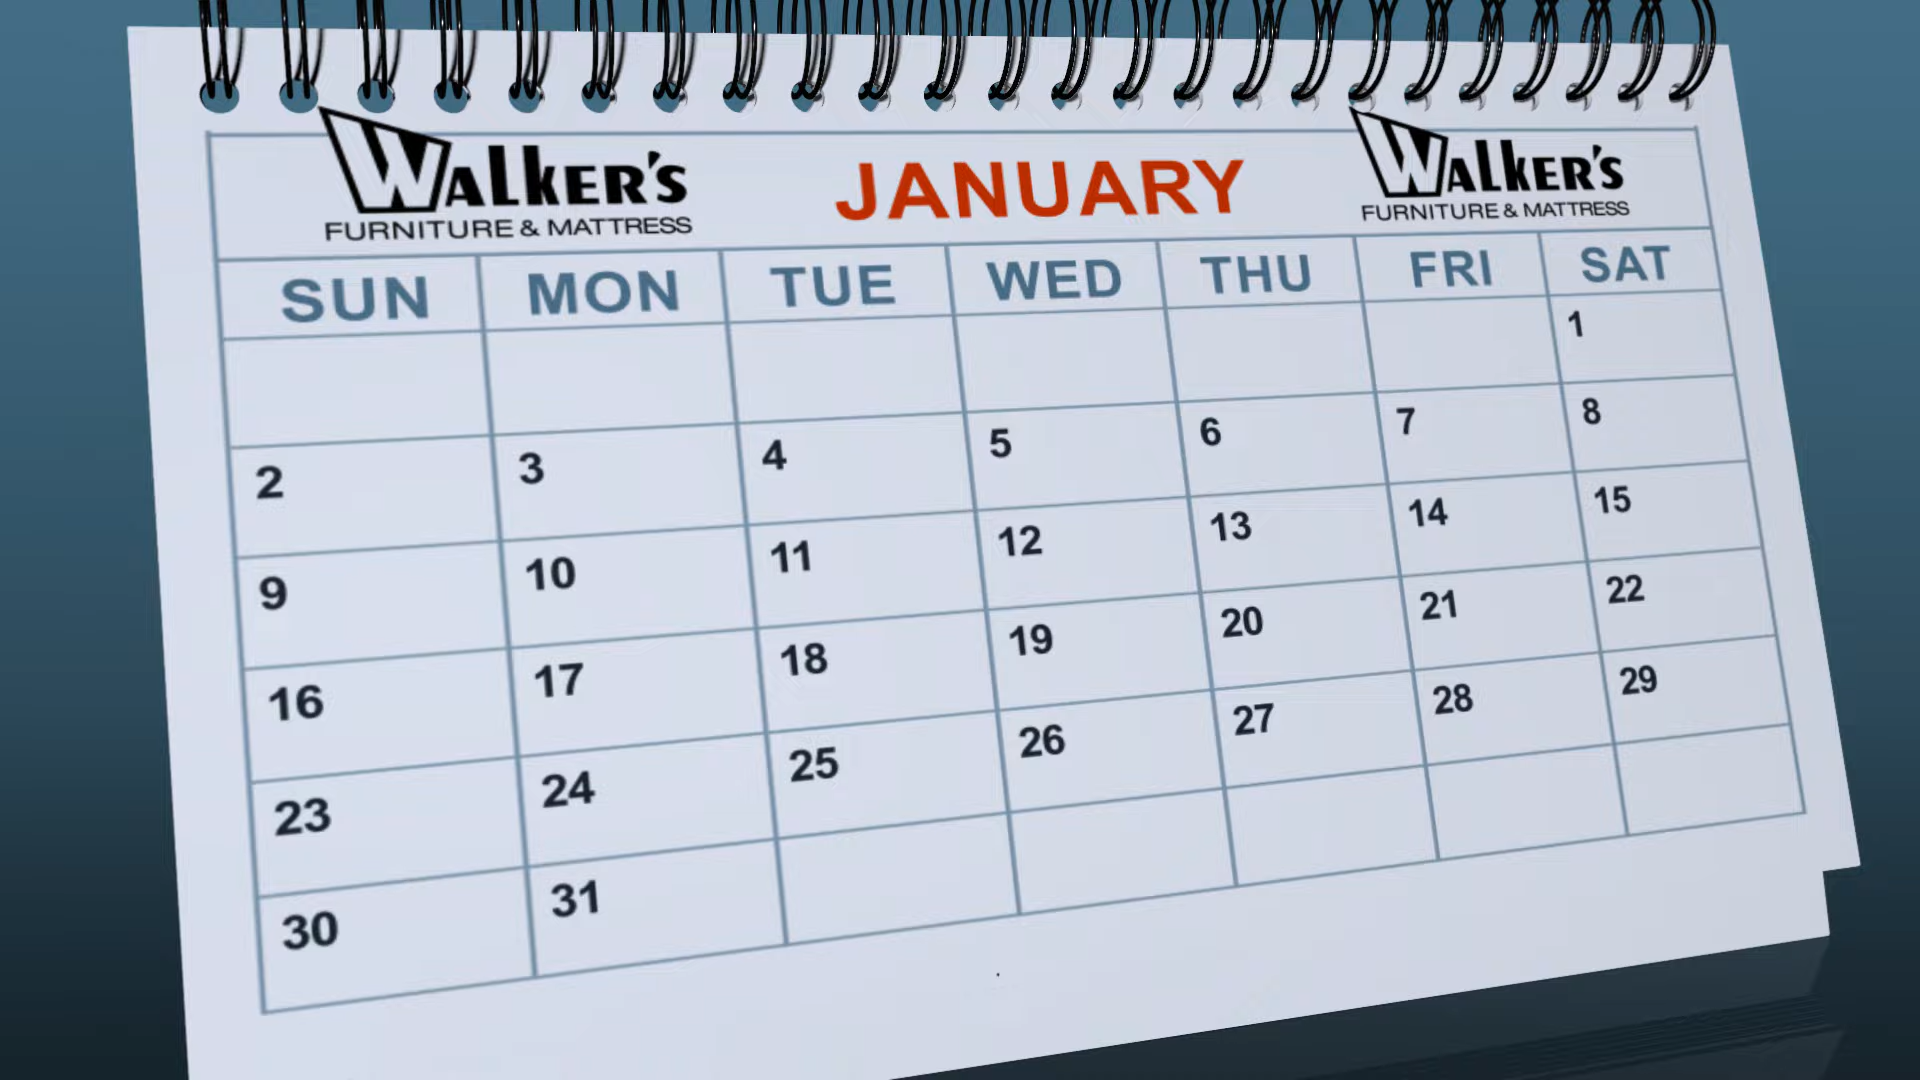 WALKER'S JANUARY WALKER'S
FURNITURE & MATTRESS FURNITURE & MATTRESS
SUN MON TUE WED THU FRI SAT
1
2 3 4 5 6 7 8
9 10 11 12 13 14 15
16 17 18 19 20 21 22
23 24 25 26 27 28 29
30 31